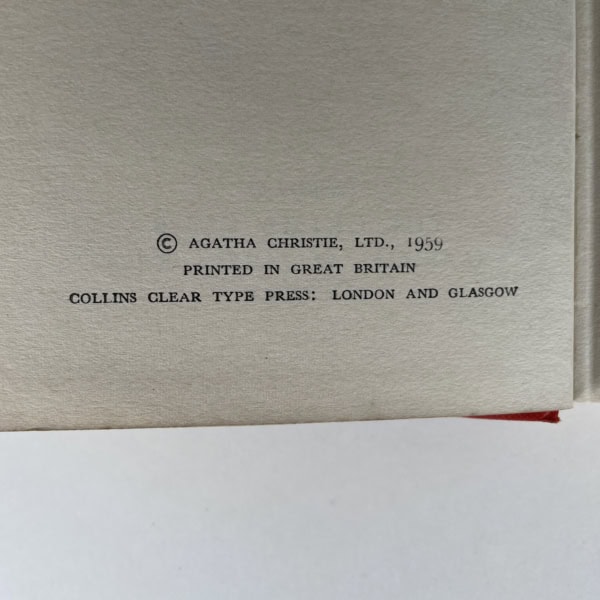 © AGATHA CHRISTIE, LTD., 1959
PRINTED IN GREAT BRITAIN
COLLINS CLEAR TYPE PRESS: LONDON AND GLASGOW